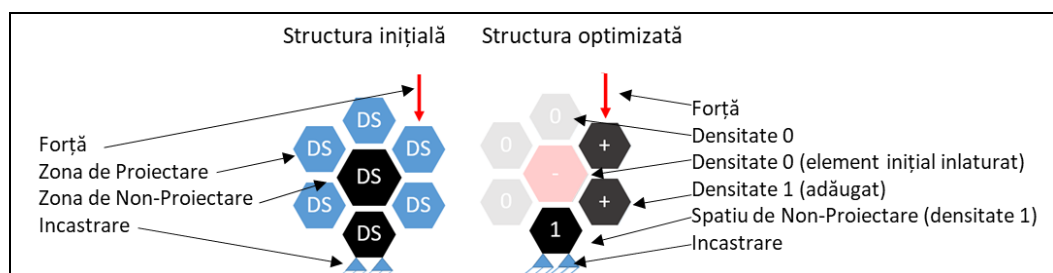 Structura inițială
Structura optimizată
Forță
Zona de Proiectare
Zona de Non-Proiectare
Incastrare
DS
DS
DS
DS
DS
DS
DS
0
0
0
-
+
+
1
Forță
Densitate 0
Densitate 0 (element inițial inlaturat)
Densitate 1 (adăugat)
Spatiu de Non-Proiectare (densitate 1)
Incastrare